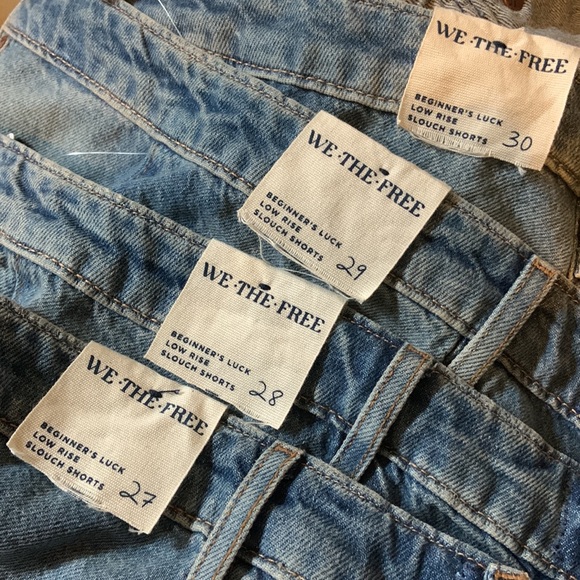 WE·THE·FREE
BEGINNER'S LUCK
LOW RISE
SLOUCH SHORTS 30
WE·THE·FREE
BEGINNER'S LUCK
LOW RISE
SLOUCH SHORTS 29
WE·THE·FREE
BEGINNER'S LUCK
LOW RISE
SLOUCH SHORTS 28
WE·THE·FREE
BEGINNER'S LUCK
LOW RISE
SLOUCH SHORTS 27